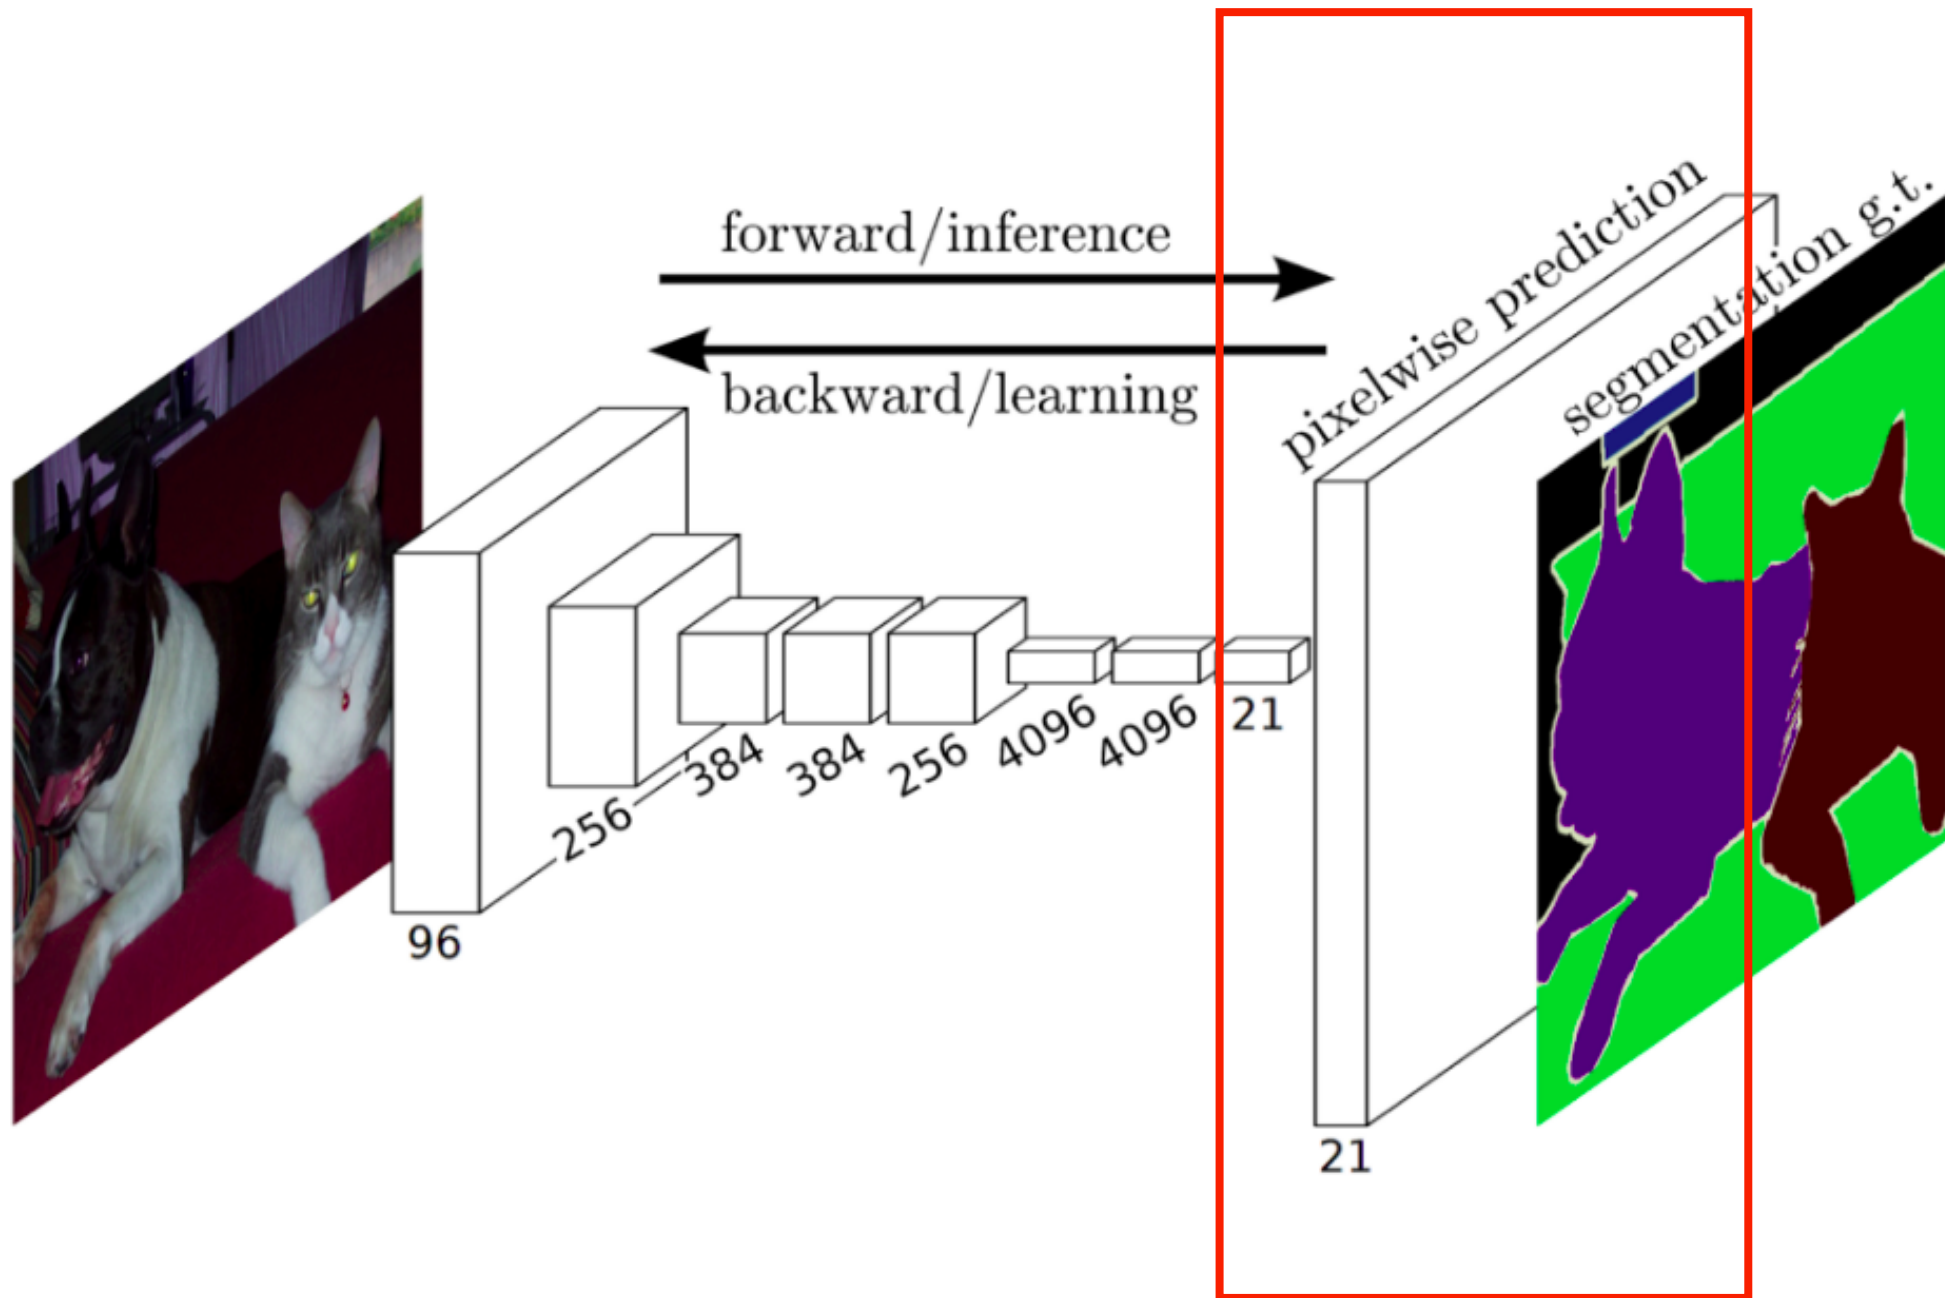 forward/inference
backward/learning
pixelwise prediction
segmentation g.t.
96
256
384
384
256
4096
4096
21
21